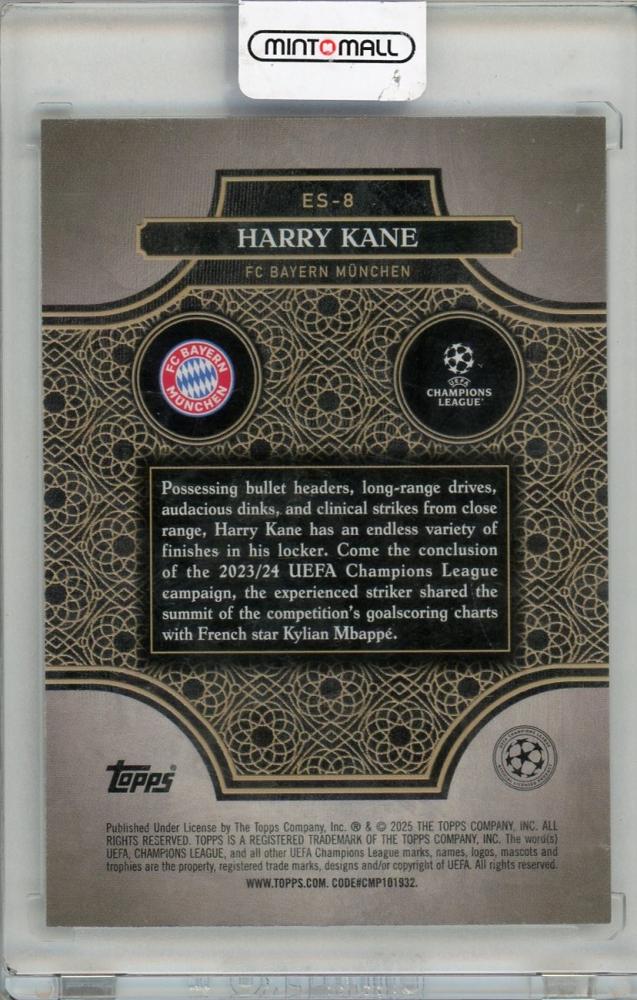 MINTMALL
ES-8
HARRY KANE
FC BAYERN MÜNCHEN
FC BAYERN
MÜNCHEN
UEFA
CHAMPIONS
LEAGUE
Possessing bullet headers, long-range drives,
audacious dinks, and clinical strikes from close
range, Harry Kane has an endless variety of
finishes in his locker. Come the conclusion
of the 2023/24 UEFA Champions League
campaign, the experienced striker shared the
summit of the competition's goalscoring charts
with French star Kylian Mbappé.
topps
Published Under License by The Topps Company, Inc. ® & © 2025 THE TOPPS COMPANY, INC. ALL
RIGHTS RESERVED. TOPPS IS A REGISTERED TRADEMARK OF THE TOPPS COMPANY, INC. The word(s)
UEFA, CHAMPIONS LEAGUE, and all other UEFA Champions League marks, names, logos, mascots and
trophies are the property, registered trade marks, designs and/or copyright of UEFA. All rights reserved.
WWW.TOPPS.COM. CODE#CMP101932.